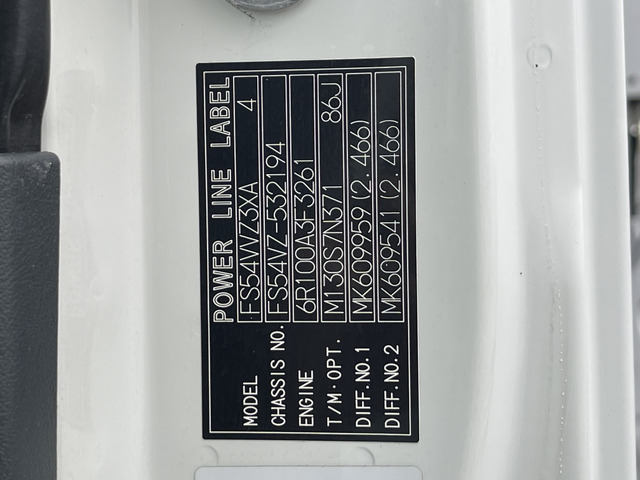 POWER LINE LABEL
MODEL FS54VVZ3XA 4
CHASSIS NO. FS54VZ-532194
ENGINE 6R100A3F3261
T/M·OPT. M130S7N371 86J
DIFF.NO.1 MK609959 (2.466)
DIFF.NO.2 MK609541 (2.466)